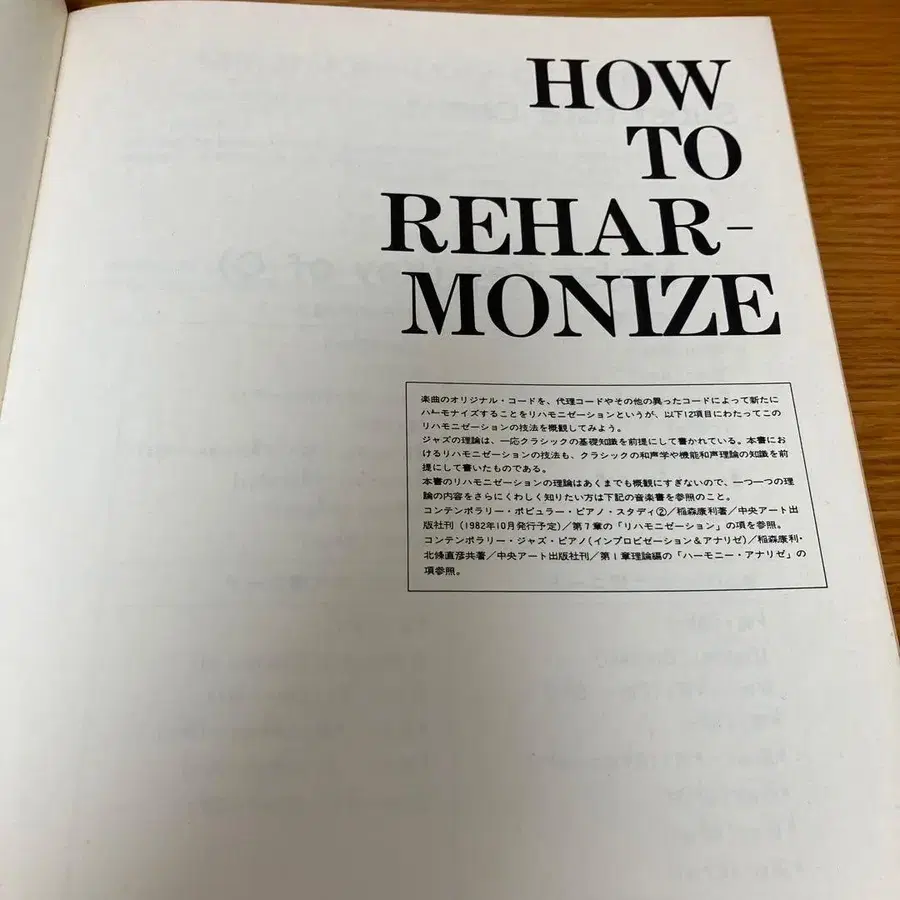 HOW
TO
REHAR-
MONIZE
楽曲のオリジナル・コードを、代理コードやその他の異ったコードによって新たに
ハーモナイズすることをリハモニゼーションというが、以下12項目にわたってこの
リハモニゼーションの技法を概観してみよう。
ジャズの理論は、一応クラシックの基礎知識を前提にして書かれている。本書にお
けるリハモニゼーションの技法も、クラシックの和声学や機能和声理論の知識を前
提にして書いたものである。
本書のリハモニゼーションの理論はあくまでも概観にすぎないので、一つ一つの理
論の内容をさらにくわしく知りたい方は下記の音楽書を参照のこと。
コンテンポラリー・ポピュラー・ピアノ・スタディ②/稲森康利著/中央アート出
版社刊(1982年10月発行予定)/第7章の「リハモニゼーション」の項を参照。
コンテンポラリー・ジャズ・ピアノ(インプロビゼーション&アナリゼ)/稲森康利・
北條直彦共著/中央アート出版社刊/第1章理論編の「ハーモニー・アナリゼ」の
項参照。